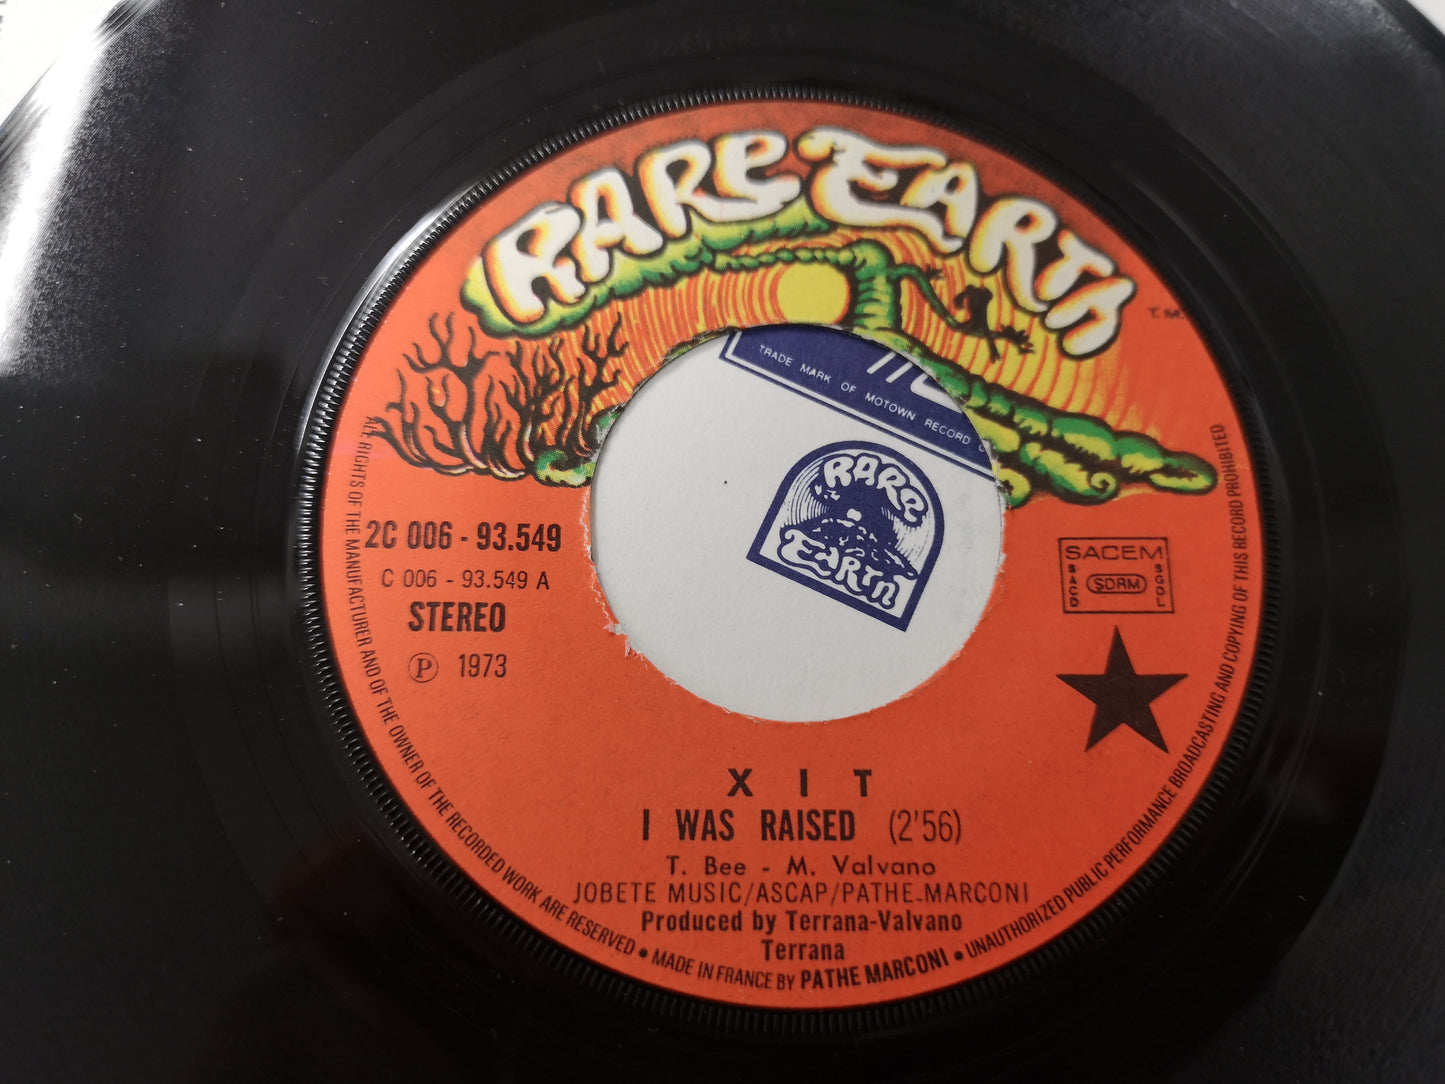 RARE EARTH
T.M.
TRADE MARK OF MOTOWN RECORD
RARE
EARTH
2C 006 - 93.549
C 006 - 93.549 A
STEREO
Ⓟ 1973
SACEM
SACD
SDRM
SGDL
X I T
I WAS RAISED (2'56)
T. Bee - M. Valvano
JOBETE MUSIC/ASCAP/PATHE-MARCONI
Produced by Terrana-Valvano
Terrana
ALL RIGHTS OF THE MANUFACTURER AND OF THE OWNER OF THE RECORDED WORK ARE RESERVED • MADE IN FRANCE BY PATHE MARCONI • UNAUTHORIZED PUBLIC PERFORMANCE BROADCASTING AND COPYING OF THIS RECORD PROHIBITED